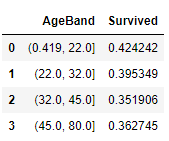 AgeBand Survived
0 (0.419, 22.0] 0.424242
1 (22.0, 32.0] 0.395349
2 (32.0, 45.0] 0.351906
3 (45.0, 80.0] 0.362745